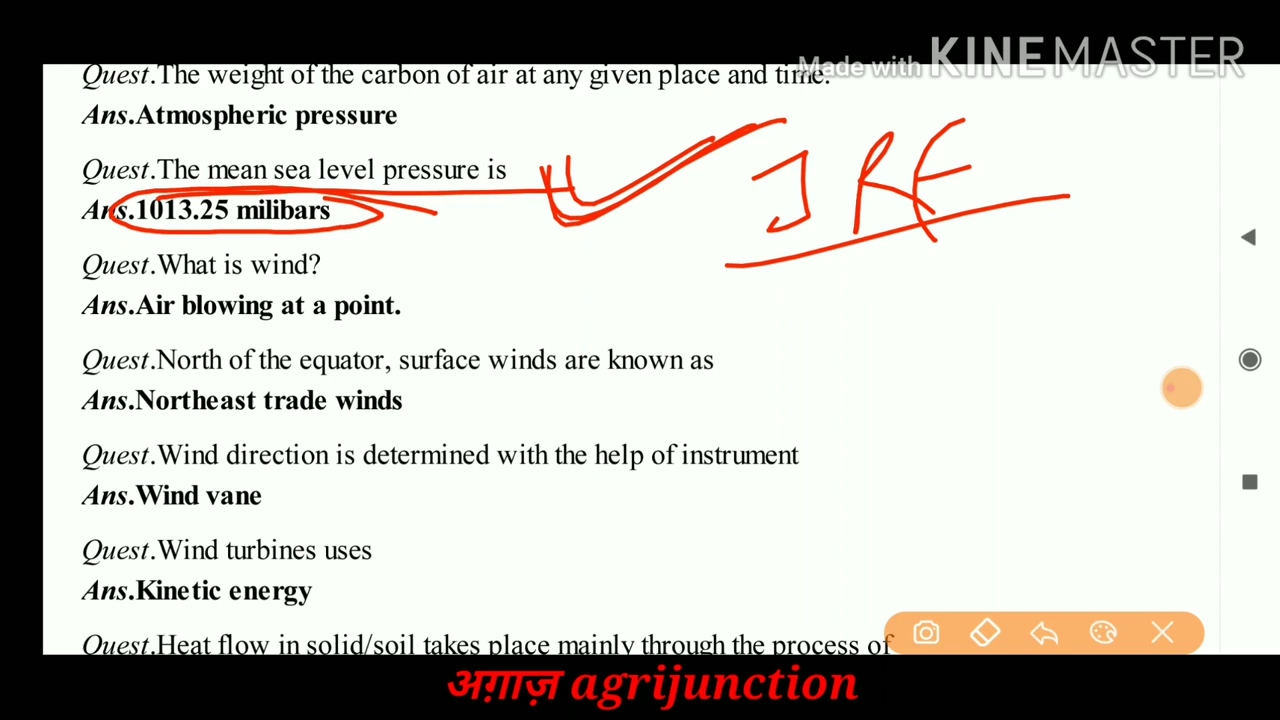 Made with KINEMASTER
Quest.The weight of the carbon of air at any given place and time.
Ans.Atmospheric pressure
Quest.The mean sea level pressure is
Ans.1013.25 milibars
JRF
Quest.What is wind?
Ans.Air blowing at a point.
Quest.North of the equator, surface winds are known as
Ans.Northeast trade winds
Quest.Wind direction is determined with the help of instrument
Ans.Wind vane
Quest.Wind turbines uses
Ans.Kinetic energy
Quest.Heat flow in solid/soil takes place mainly through the process of
अग़ाज़ agrijunction